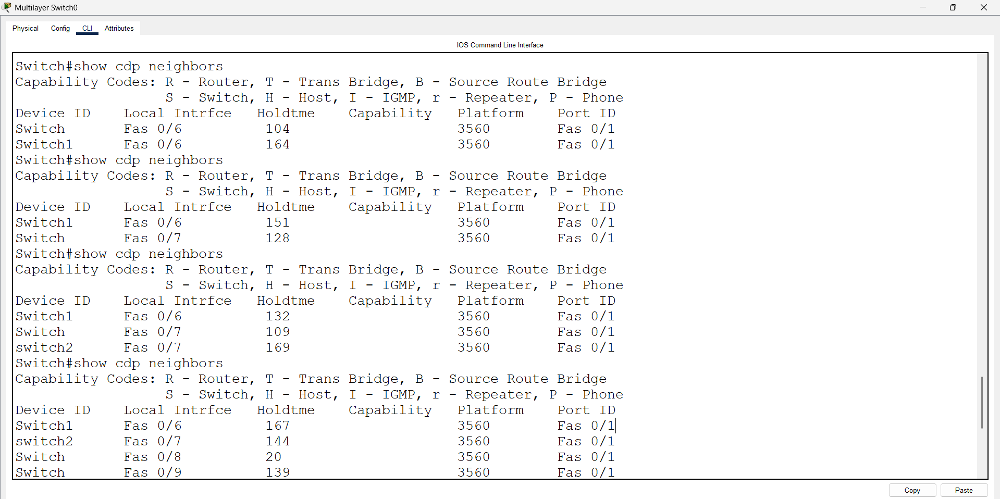 Multilayer Switch0
Physical Config CLI Attributes
IOS Command Line Interface
Switch#show cdp neighbors
Capability Codes: R - Router, T - Trans Bridge, B - Source Route Bridge
S - Switch, H - Host, I - IGMP, r - Repeater, P - Phone
Device ID Local Intrfce Holdtme Capability Platform Port ID
Switch Fas 0/6 104 3560 Fas 0/1
Switch1 Fas 0/6 164 3560 Fas 0/1
Switch#show cdp neighbors
Capability Codes: R - Router, T - Trans Bridge, B - Source Route Bridge
S - Switch, H - Host, I - IGMP, r - Repeater, P - Phone
Device ID Local Intrfce Holdtme Capability Platform Port ID
Switch1 Fas 0/6 151 3560 Fas 0/1
Switch Fas 0/7 128 3560 Fas 0/1
Switch#show cdp neighbors
Capability Codes: R - Router, T - Trans Bridge, B - Source Route Bridge
S - Switch, H - Host, I - IGMP, r - Repeater, P - Phone
Device ID Local Intrfce Holdtme Capability Platform Port ID
Switch1 Fas 0/6 132 3560 Fas 0/1
Switch Fas 0/7 109 3560 Fas 0/1
switch2 Fas 0/7 169 3560 Fas 0/1
Switch#show cdp neighbors
Capability Codes: R - Router, T - Trans Bridge, B - Source Route Bridge
S - Switch, H - Host, I - IGMP, r - Repeater, P - Phone
Device ID Local Intrfce Holdtme Capability Platform Port ID
Switch1 Fas 0/6 167 3560 Fas 0/1
switch2 Fas 0/7 144 3560 Fas 0/1
Switch Fas 0/8 20 3560 Fas 0/1
Switch Fas 0/9 139 3560 Fas 0/1
Copy Paste